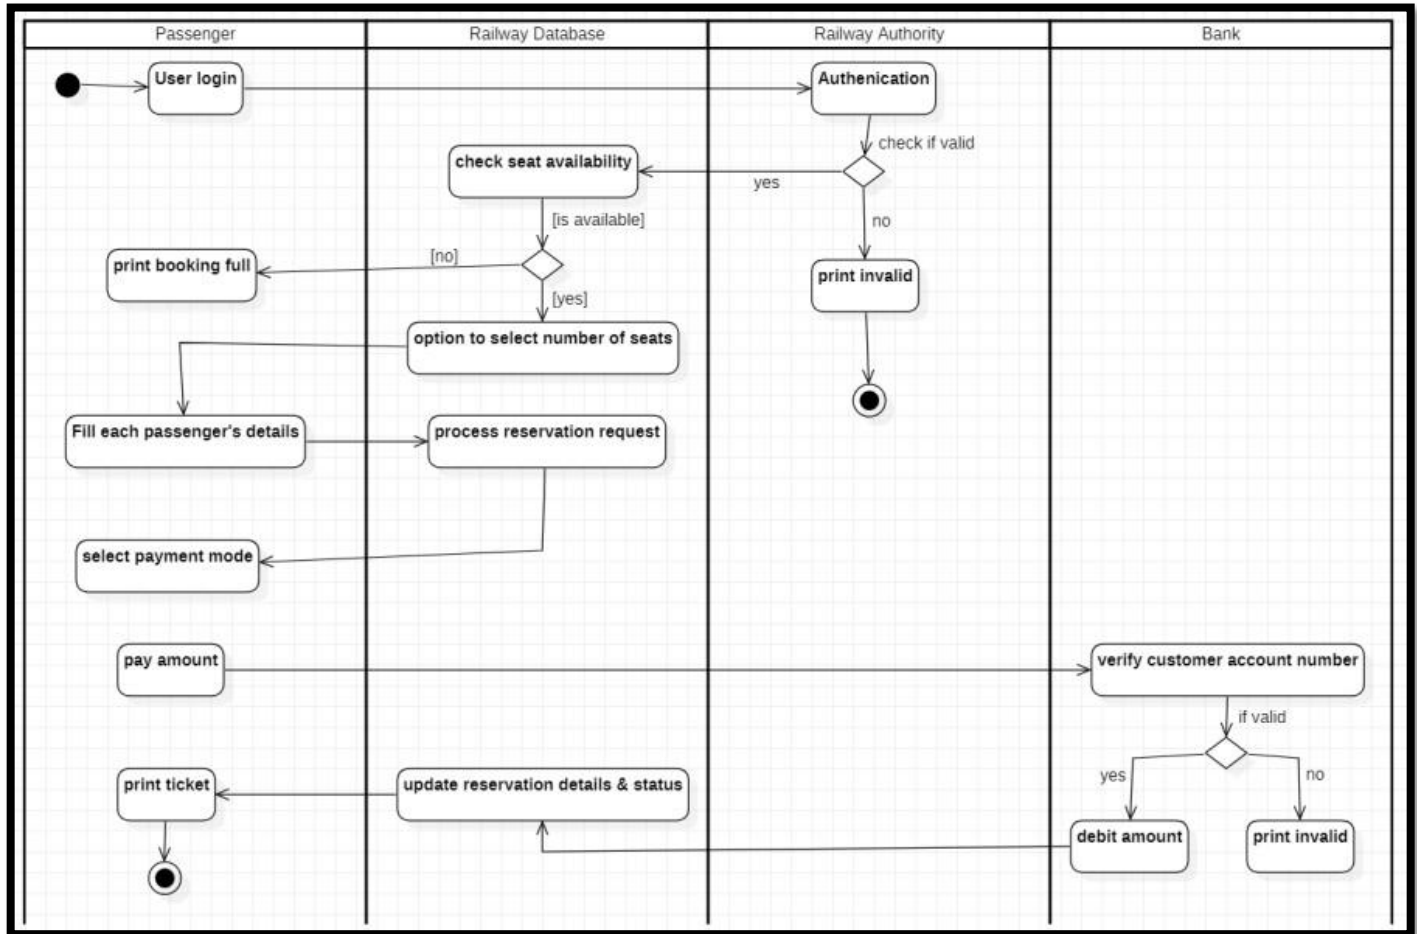 Passenger
Railway Database
Railway Authority
Bank
User login
Authenication
check if valid
check seat availability
yes
[is available]
no
print booking full
[no]
print invalid
[yes]
option to select number of seats
Fill each passenger's details
process reservation request
select payment mode
pay amount
verify customer account number
if valid
yes
no
print ticket
update reservation details & status
debit amount
print invalid